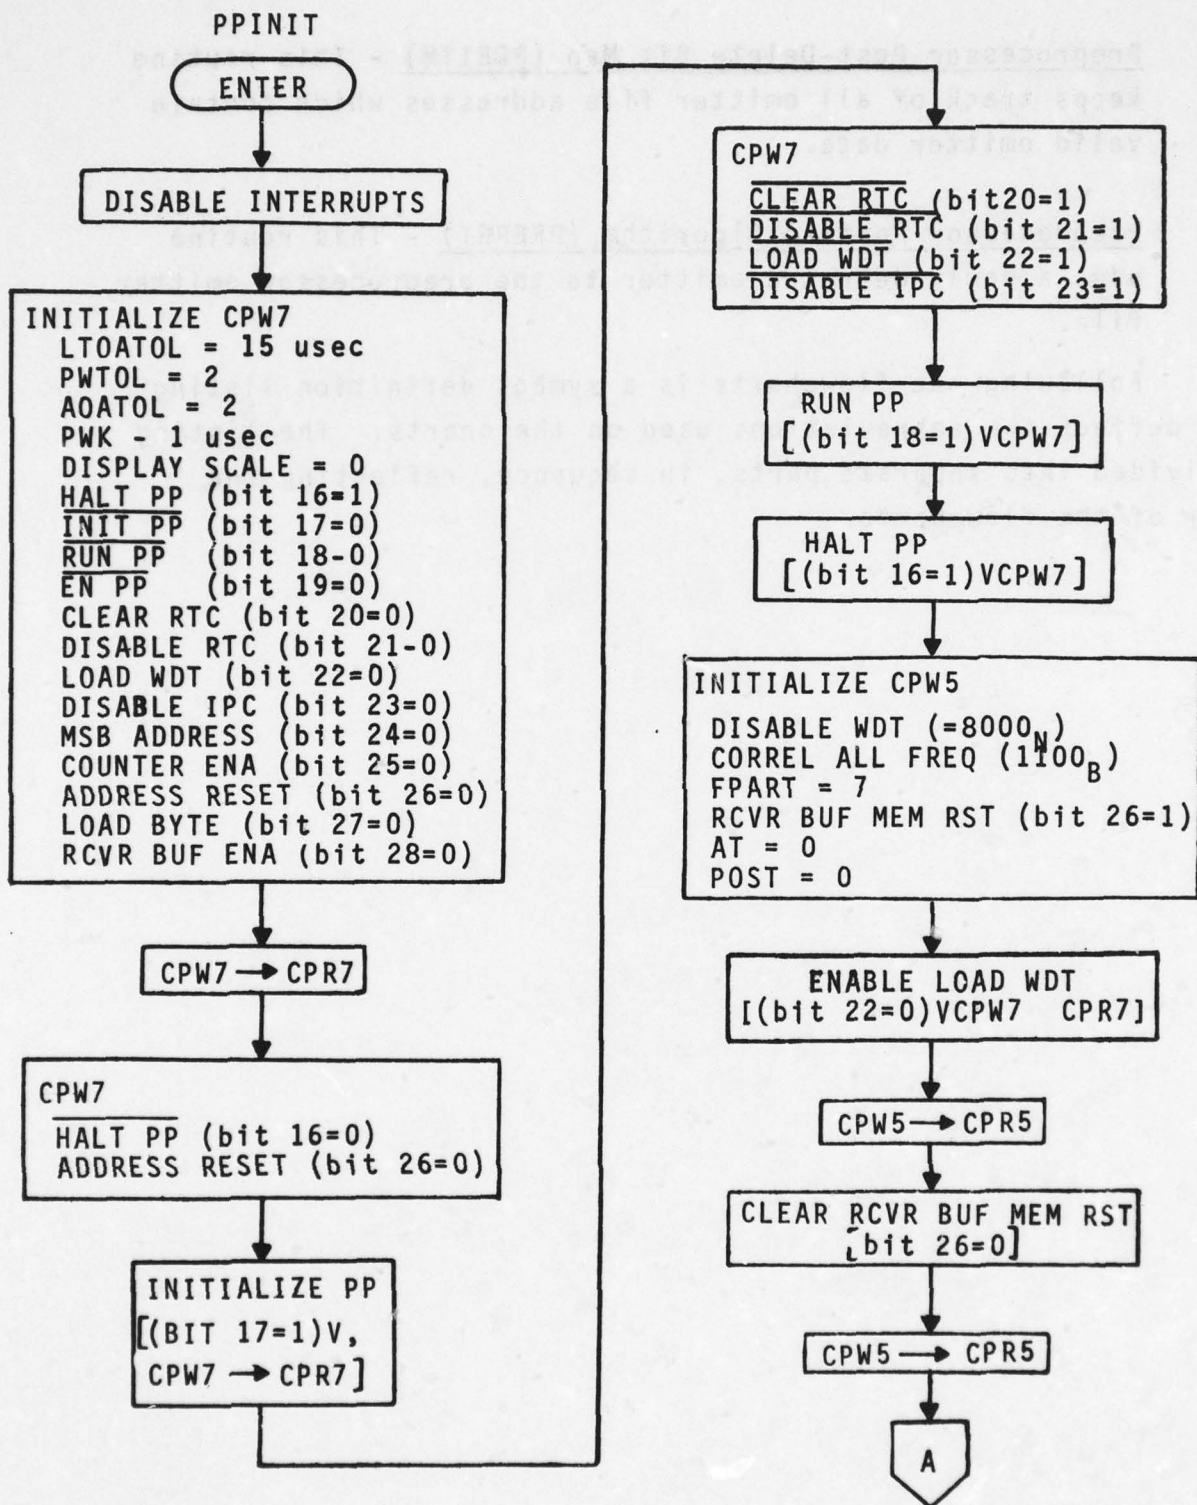 PPINIT
ENTER
DISABLE INTERRUPTS
INITIALIZE CPW7
LTOATOL = 15 usec
PWTOL = 2
AOATOL = 2
PWK - 1 usec
DISPLAY SCALE = 0
HALT PP (bit 16=1)
INIT PP (bit 17=0)
RUN PP (bit 18-0)
EN PP (bit 19=0)
CLEAR RTC (bit 20=0)
DISABLE RTC (bit 21-0)
LOAD WDT (bit 22=0)
DISABLE IPC (bit 23=0)
MSB ADDRESS (bit 24=0)
COUNTER ENA (bit 25=0)
ADDRESS RESET (bit 26=0)
LOAD BYTE (bit 27=0)
RCVR BUF ENA (bit 28=0)
CPW7 → CPR7
CPW7
HALT PP (bit 16=0)
ADDRESS RESET (bit 26=0)
INITIALIZE PP
[(BIT 17=1)V,
CPW7 → CPR7]
CPW7
CLEAR RTC (bit20=1)
DISABLE RTC (bit 21=1)
LOAD WDT (bit 22=1)
DISABLE IPC (bit 23=1)
RUN PP
[(bit 18=1)VCPW7]
HALT PP
[(bit 16=1)VCPW7]
INITIALIZE CPW5
DISABLE WDT (=8000N)
CORREL ALL FREQ (1100B)
FPART = 7
RCVR BUF MEM RST (bit 26=1)
AT = 0
POST = 0
ENABLE LOAD WDT
[(bit 22=0)VCPW7 CPR7]
CPW5 → CPR5
CLEAR RCVR BUF MEM RST
[bit 26=0]
CPW5 → CPR5
A